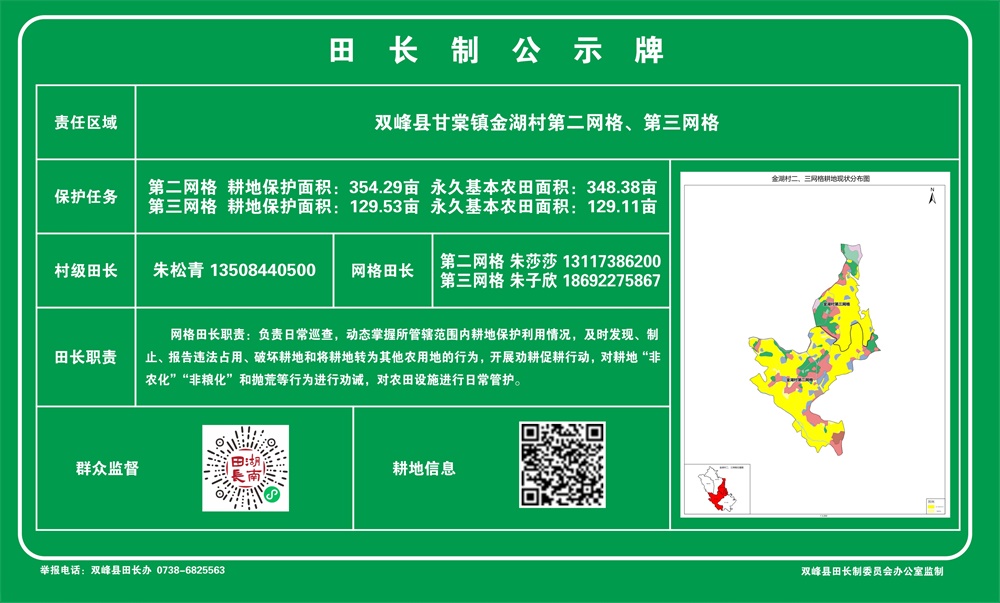 田长制公示牌
责任区域
双峰县甘棠镇金湖村第二网格、第三网格
保护任务
第二网格 耕地保护面积：354.29亩 永久基本农田面积：348.38亩
第三网格 耕地保护面积：129.53亩 永久基本农田面积：129.11亩
村级田长
朱松青 13508440500
网格田长
第二网格 朱莎莎 13117386200
第三网格 朱子欣 18692275867
田长职责
网格田长职责：负责日常巡查，动态掌握所管辖范围内耕地保护利用情况，及时发现、制
止、报告违法占用、破坏耕地和将耕地转为其他农用地的行为，开展劝耕促耕行动，对耕地“非
农化”“非粮化”和抛荒等行为进行劝诫，对农田设施进行日常管护。
群众监督
湖南田長
耕地信息
金湖村二、三网格耕地现状分布图
N
金湖村第三网格
金湖村第二网格
举报电话：双峰县田长办 0738-6825563
双峰县田长制委员会办公室监制